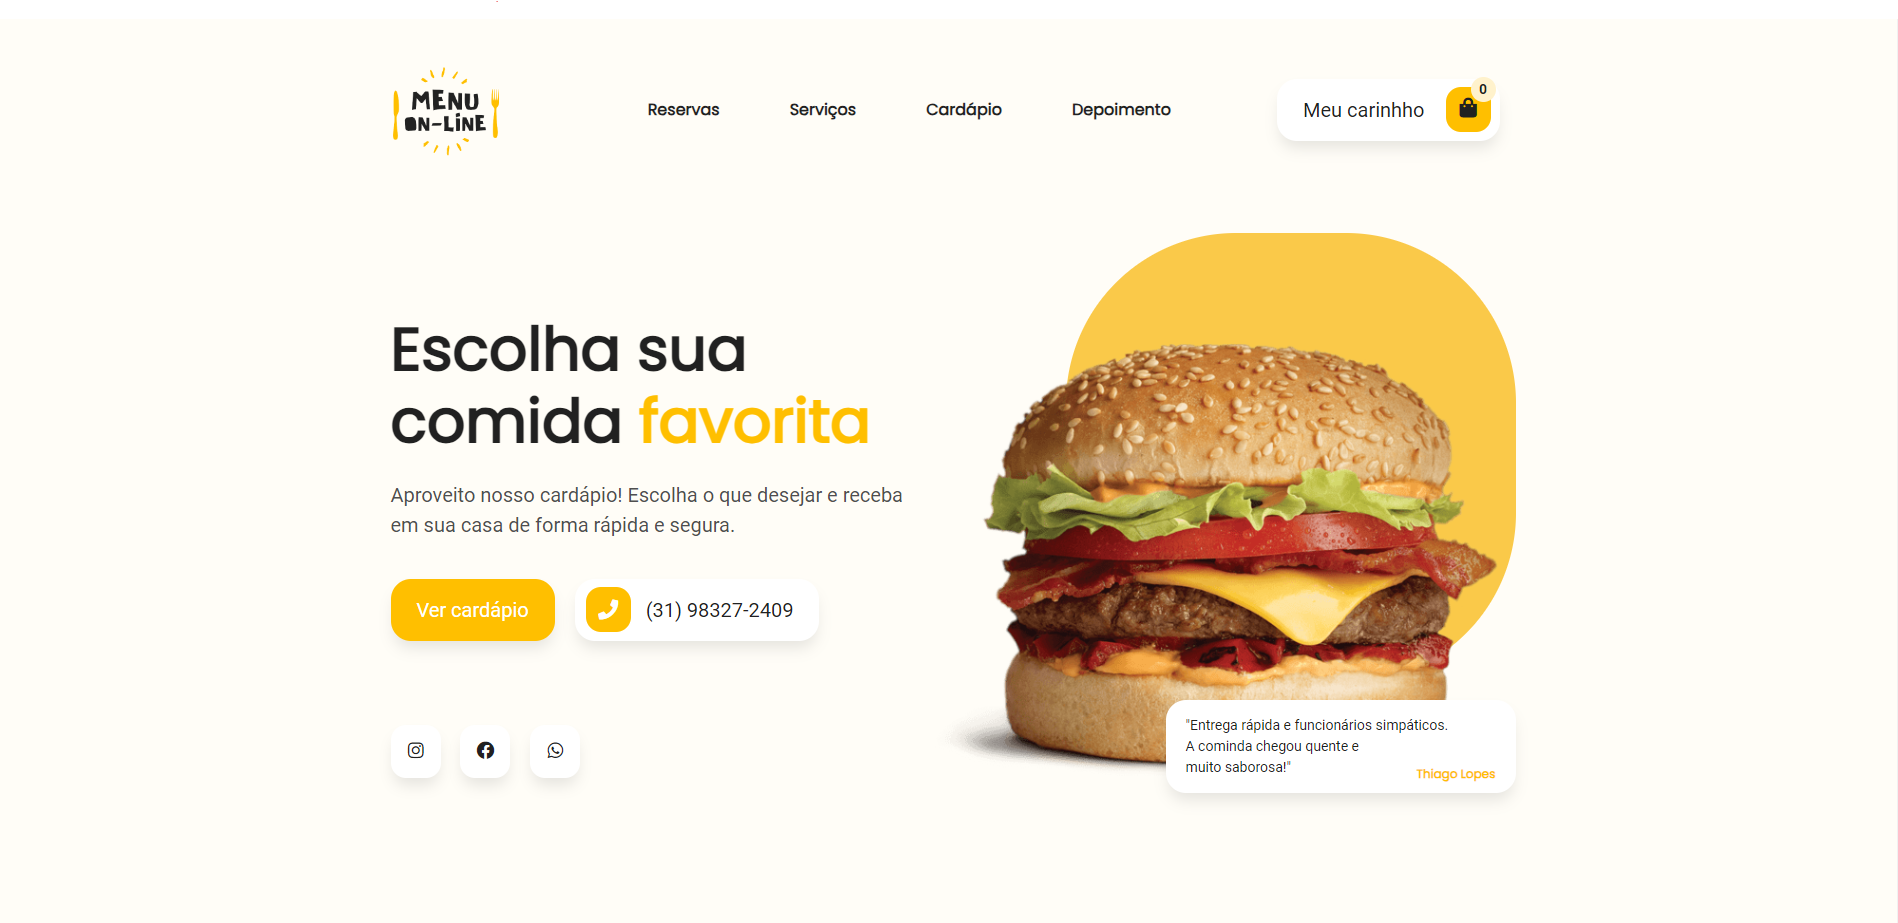 MENU
ON-LINE
Reservas
Serviços
Cardápio
Depoimento
Meu carinhho
0
Escolha sua
comida favorita
Aproveito nosso cardápio! Escolha o que desejar e receba
em sua casa de forma rápida e segura.
Ver cardápio
(31) 98327-2409
"Entrega rápida e funcionários simpáticos.
A cominda chegou quente e
muito saborosa!"
Thiago Lopes